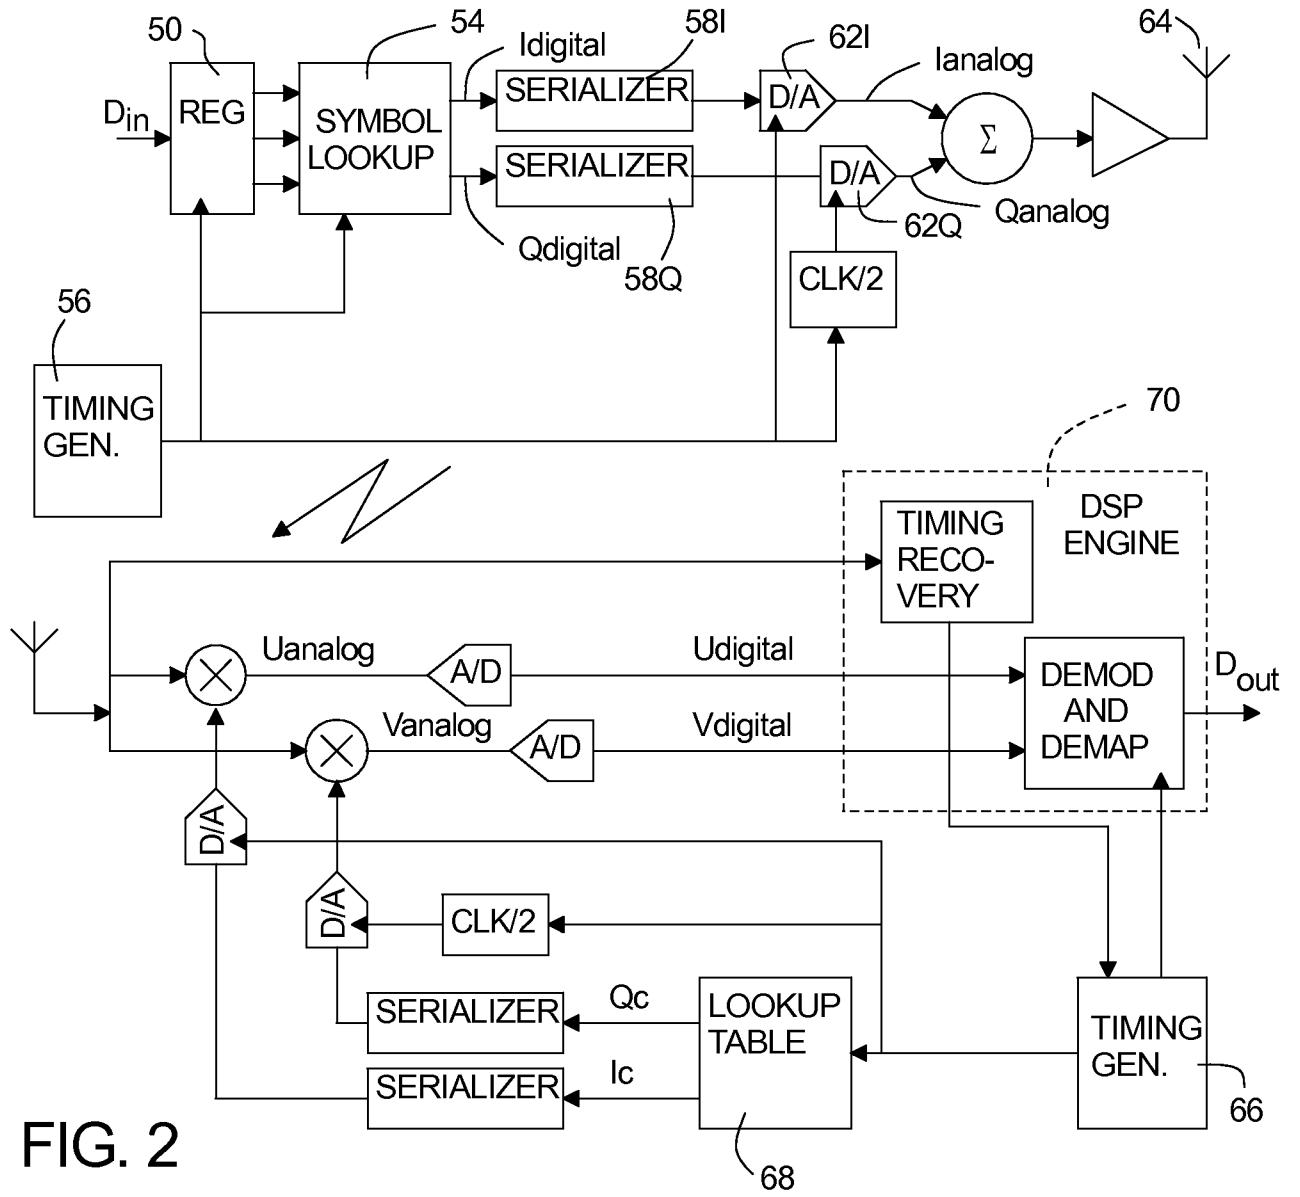 50
54
Idigital
58I
62I
Ianalog
64
Din
REG
SYMBOL
LOOKUP
SERIALIZER
D/A
Σ
SERIALIZER
D/A
Qdigital
58Q
62Q
Qanalog
CLK/2
56
TIMING
GEN.
70
DSP
ENGINE
TIMING
RECO-
VERY
Uanalog
A/D
Udigital
Vanalog
A/D
Vdigital
DEMOD
AND
DEMAP
Dout
D/A
D/A
CLK/2
SERIALIZER
Qc
LOOKUP
TABLE
SERIALIZER
Ic
TIMING
GEN.
66
68
FIG. 2